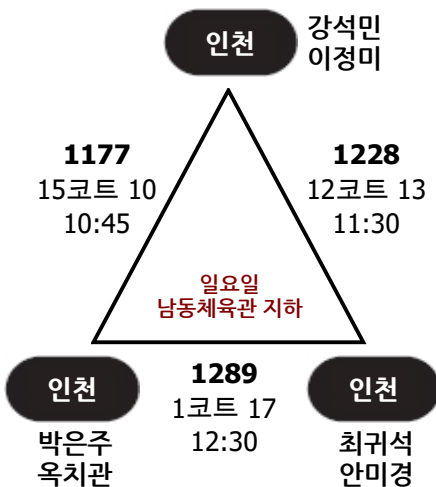 인천
강석민
이정미
1177
15코트 10
10:45
1228
12코트 13
11:30
일요일
남동체육관 지하
인천
박은주
옥치관
1289
1코트 17
12:30
인천
최귀석
안미경